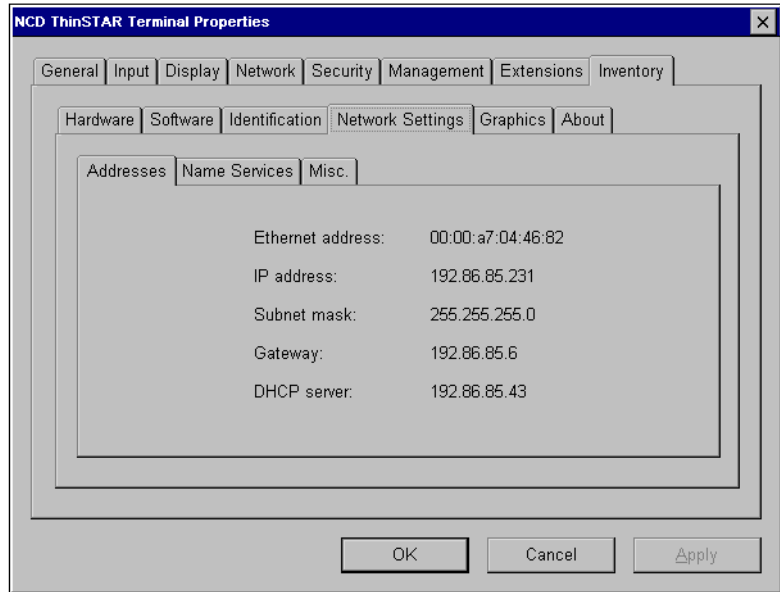 NCD ThinSTAR Terminal Properties
General Input Display Network Security Management Extensions Inventory
Hardware Software Identification Network Settings Graphics About
Addresses Name Services Misc.
Ethernet address: 00:00:a7:04:46:82
IP address: 192.86.85.231
Subnet mask: 255.255.255.0
Gateway: 192.86.85.6
DHCP server: 192.86.85.43
OK Cancel Apply